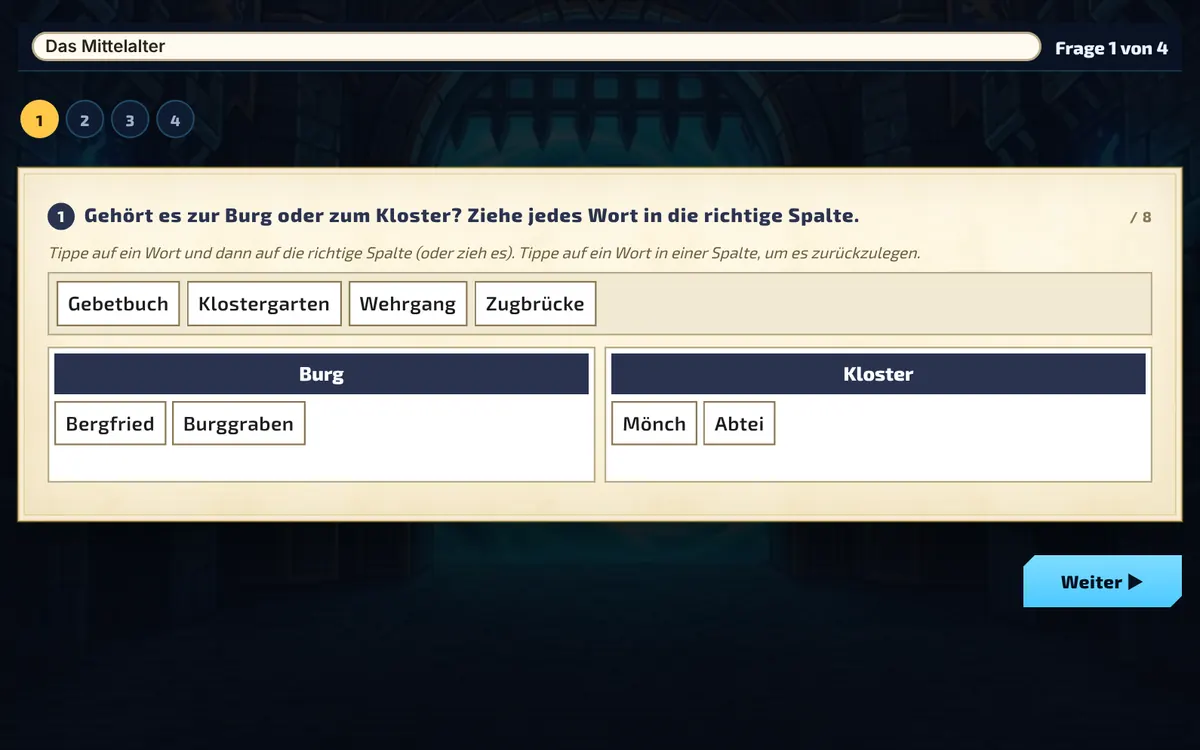 Das Mittelalter
Frage 1 von 4
1 2 3 4
1 Gehört es zur Burg oder zum Kloster? Ziehe jedes Wort in die richtige Spalte.
/ 8
Tippe auf ein Wort und dann auf die richtige Spalte (oder zieh es). Tippe auf ein Wort in einer Spalte, um es zurückzulegen.
Gebetbuch Klostergarten Wehrgang Zugbrücke
Burg
Bergfried Burggraben
Kloster
Mönch Abtei
Weiter ▶